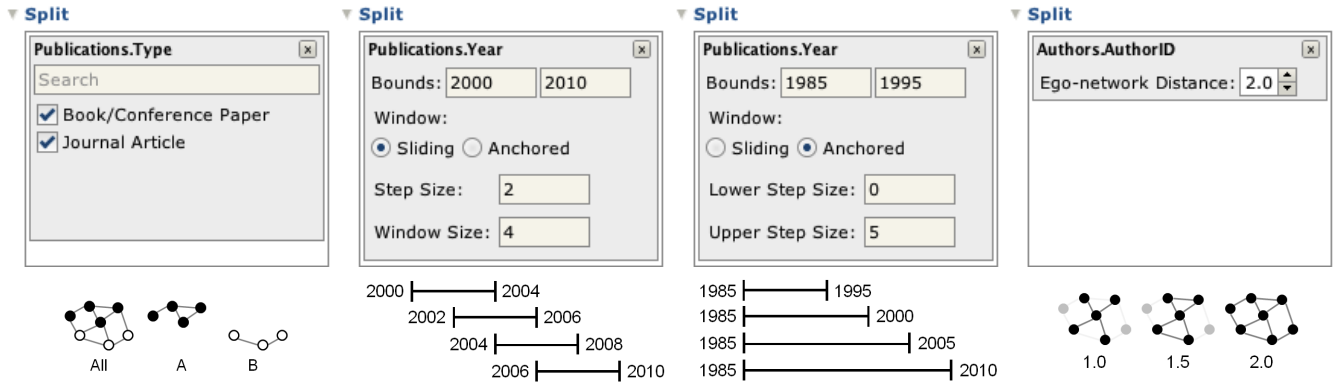 Split
Publications.Type
Search
Book/Conference Paper
Journal Article
All A B
Split
Publications.Year
Bounds: 2000 2010
Window:
Sliding Anchored
Step Size: 2
Window Size: 4
2000 2004
2002 2006
2004 2008
2006 2010
Split
Publications.Year
Bounds: 1985 1995
Window:
Sliding Anchored
Lower Step Size: 0
Upper Step Size: 5
1985 1995
1985 2000
1985 2005
1985 2010
Split
Authors.AuthorID
Ego-network Distance: 2.0
1.0 1.5 2.0